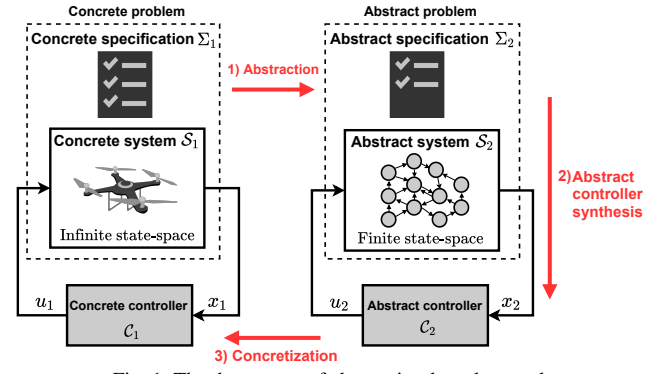 Concrete problem
Concrete specification Σ₁
Concrete system 𝒮₁
Infinite state-space
u₁
x₁
Concrete controller
𝒞₁
1) Abstraction
Abstract problem
Abstract specification Σ₂
Abstract system 𝒮₂
Finite state-space
u₂
x₂
Abstract controller
𝒞₂
2) Abstract
controller
synthesis
3) Concretization